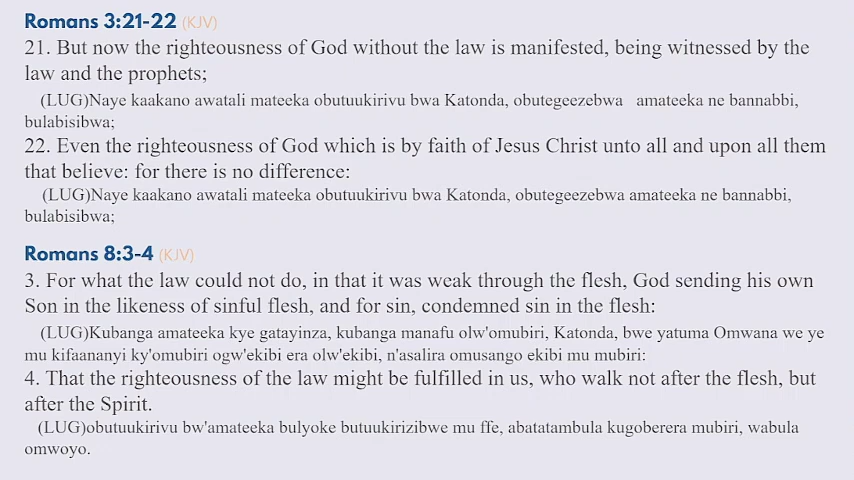 Romans 3:21-22 (KJV)
21. But now the righteousness of God without the law is manifested, being witnessed by the
law and the prophets;
(LUG)Naye kaakano awatali mateeka obutuukirivu bwa Katonda, obutegeezebwa amateeka ne bannabbi,
bulabisibwa;
22. Even the righteousness of God which is by faith of Jesus Christ unto all and upon all them
that believe: for there is no difference:
(LUG)Naye kaakano awatali mateeka obutuukirivu bwa Katonda, obutegeezebwa amateeka ne bannabbi,
bulabisibwa;
Romans 8:3-4 (KJV)
3. For what the law could not do, in that it was weak through the flesh, God sending his own
Son in the likeness of sinful flesh, and for sin, condemned sin in the flesh:
(LUG)Kubanga amateeka kye gatayinza, kubanga manafu olw'omubiri, Katonda, bwe yatuma Omwana we ye
mu kifaananyi ky'omubiri ogw'ekibi era olw'ekibi, n'asalira omusango ekibi mu mubiri:
4. That the righteousness of the law might be fulfilled in us, who walk not after the flesh, but
after the Spirit.
(LUG)obutuukirivu bw'amateeka bulyoke butuukirizibwe mu ffe, abatatambula kugoberera mubiri, wabula
omwoyo.